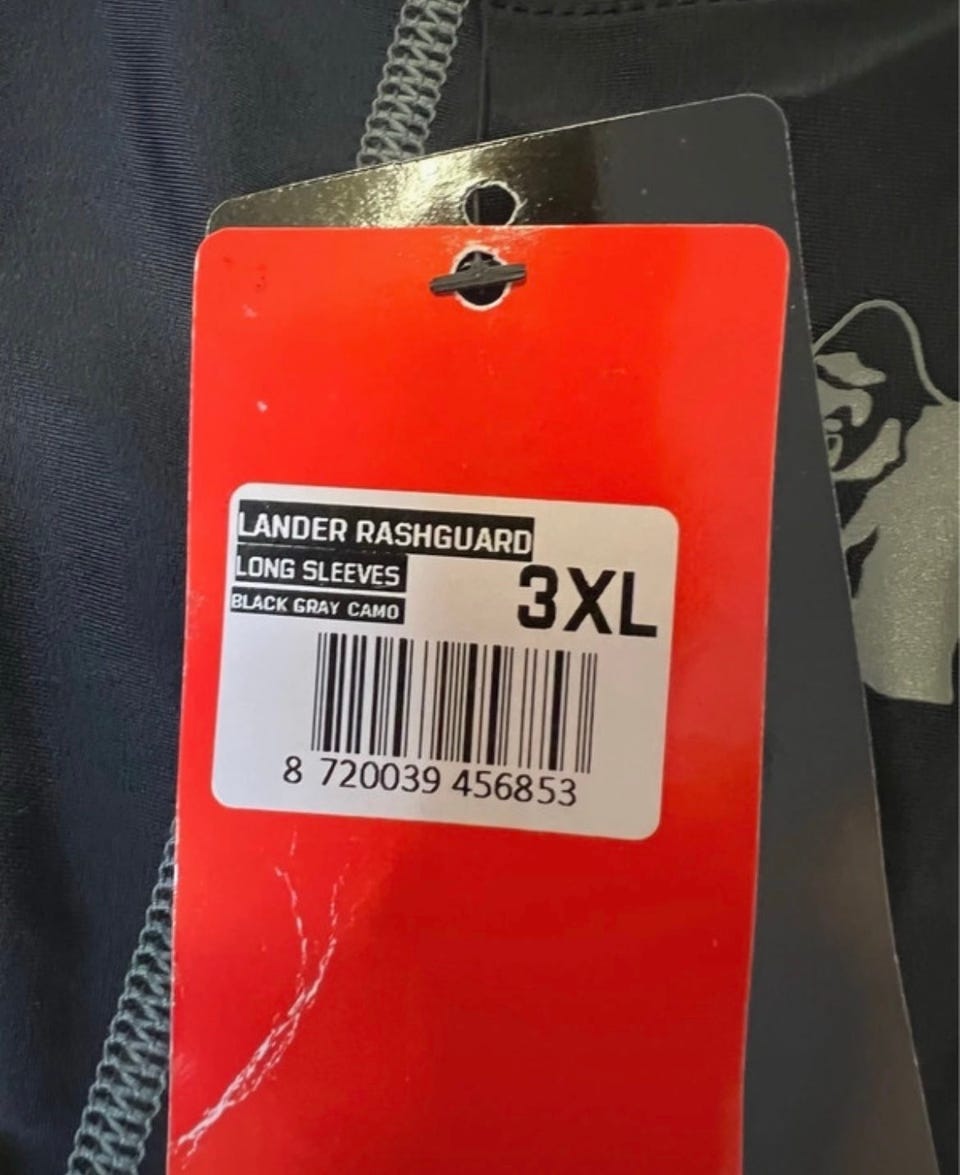 LANDER RASHGUARD
LONG SLEEVES
BLACK GRAY CAMO
3XL
8 720039 456853